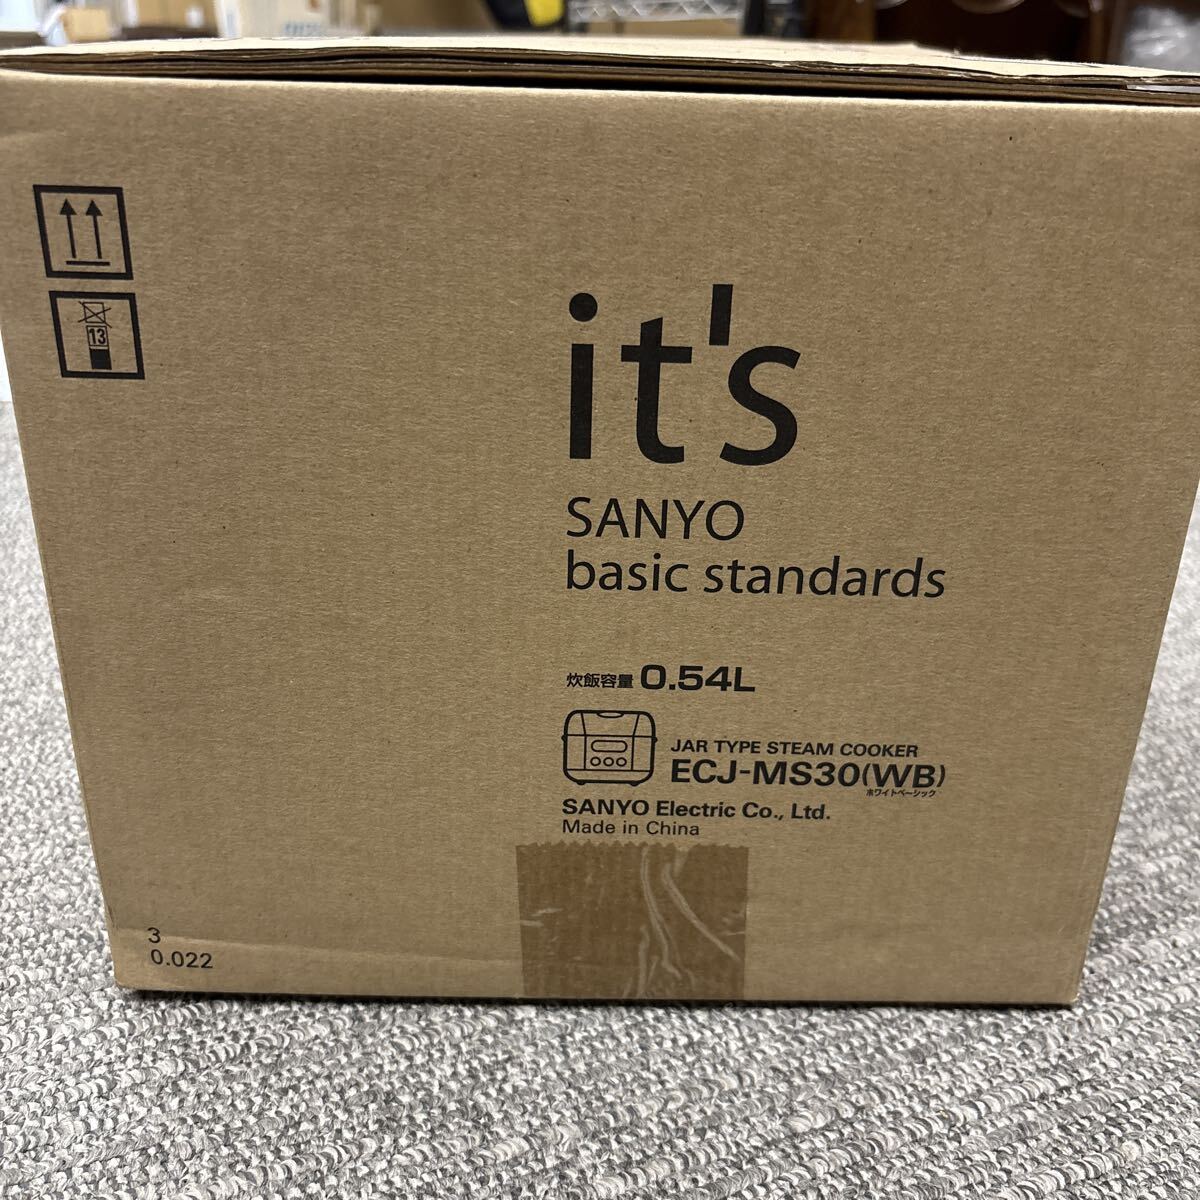 13
it's
SANYO
basic standards
炊飯容量 0.54L
JAR TYPE STEAM COOKER
ECJ-MS30(WB)
ホワイトベーシック
SANYO Electric Co., Ltd.
Made in China
3
0.022